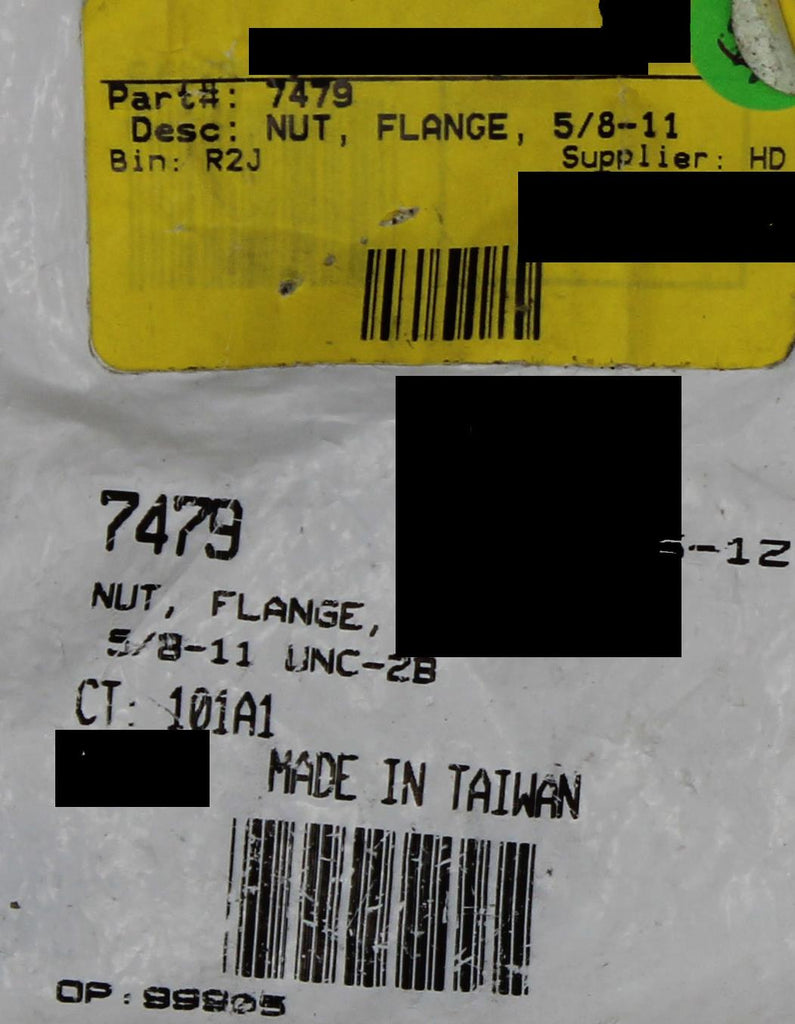 Part#: 7479
Desc: NUT, FLANGE, 5/8-11
Bin: R2J Supplier: HD
7479
5-12
NUT, FLANGE,
5/8-11 UNC-2B
CT: 101A1
MADE IN TAIWAN
OP: